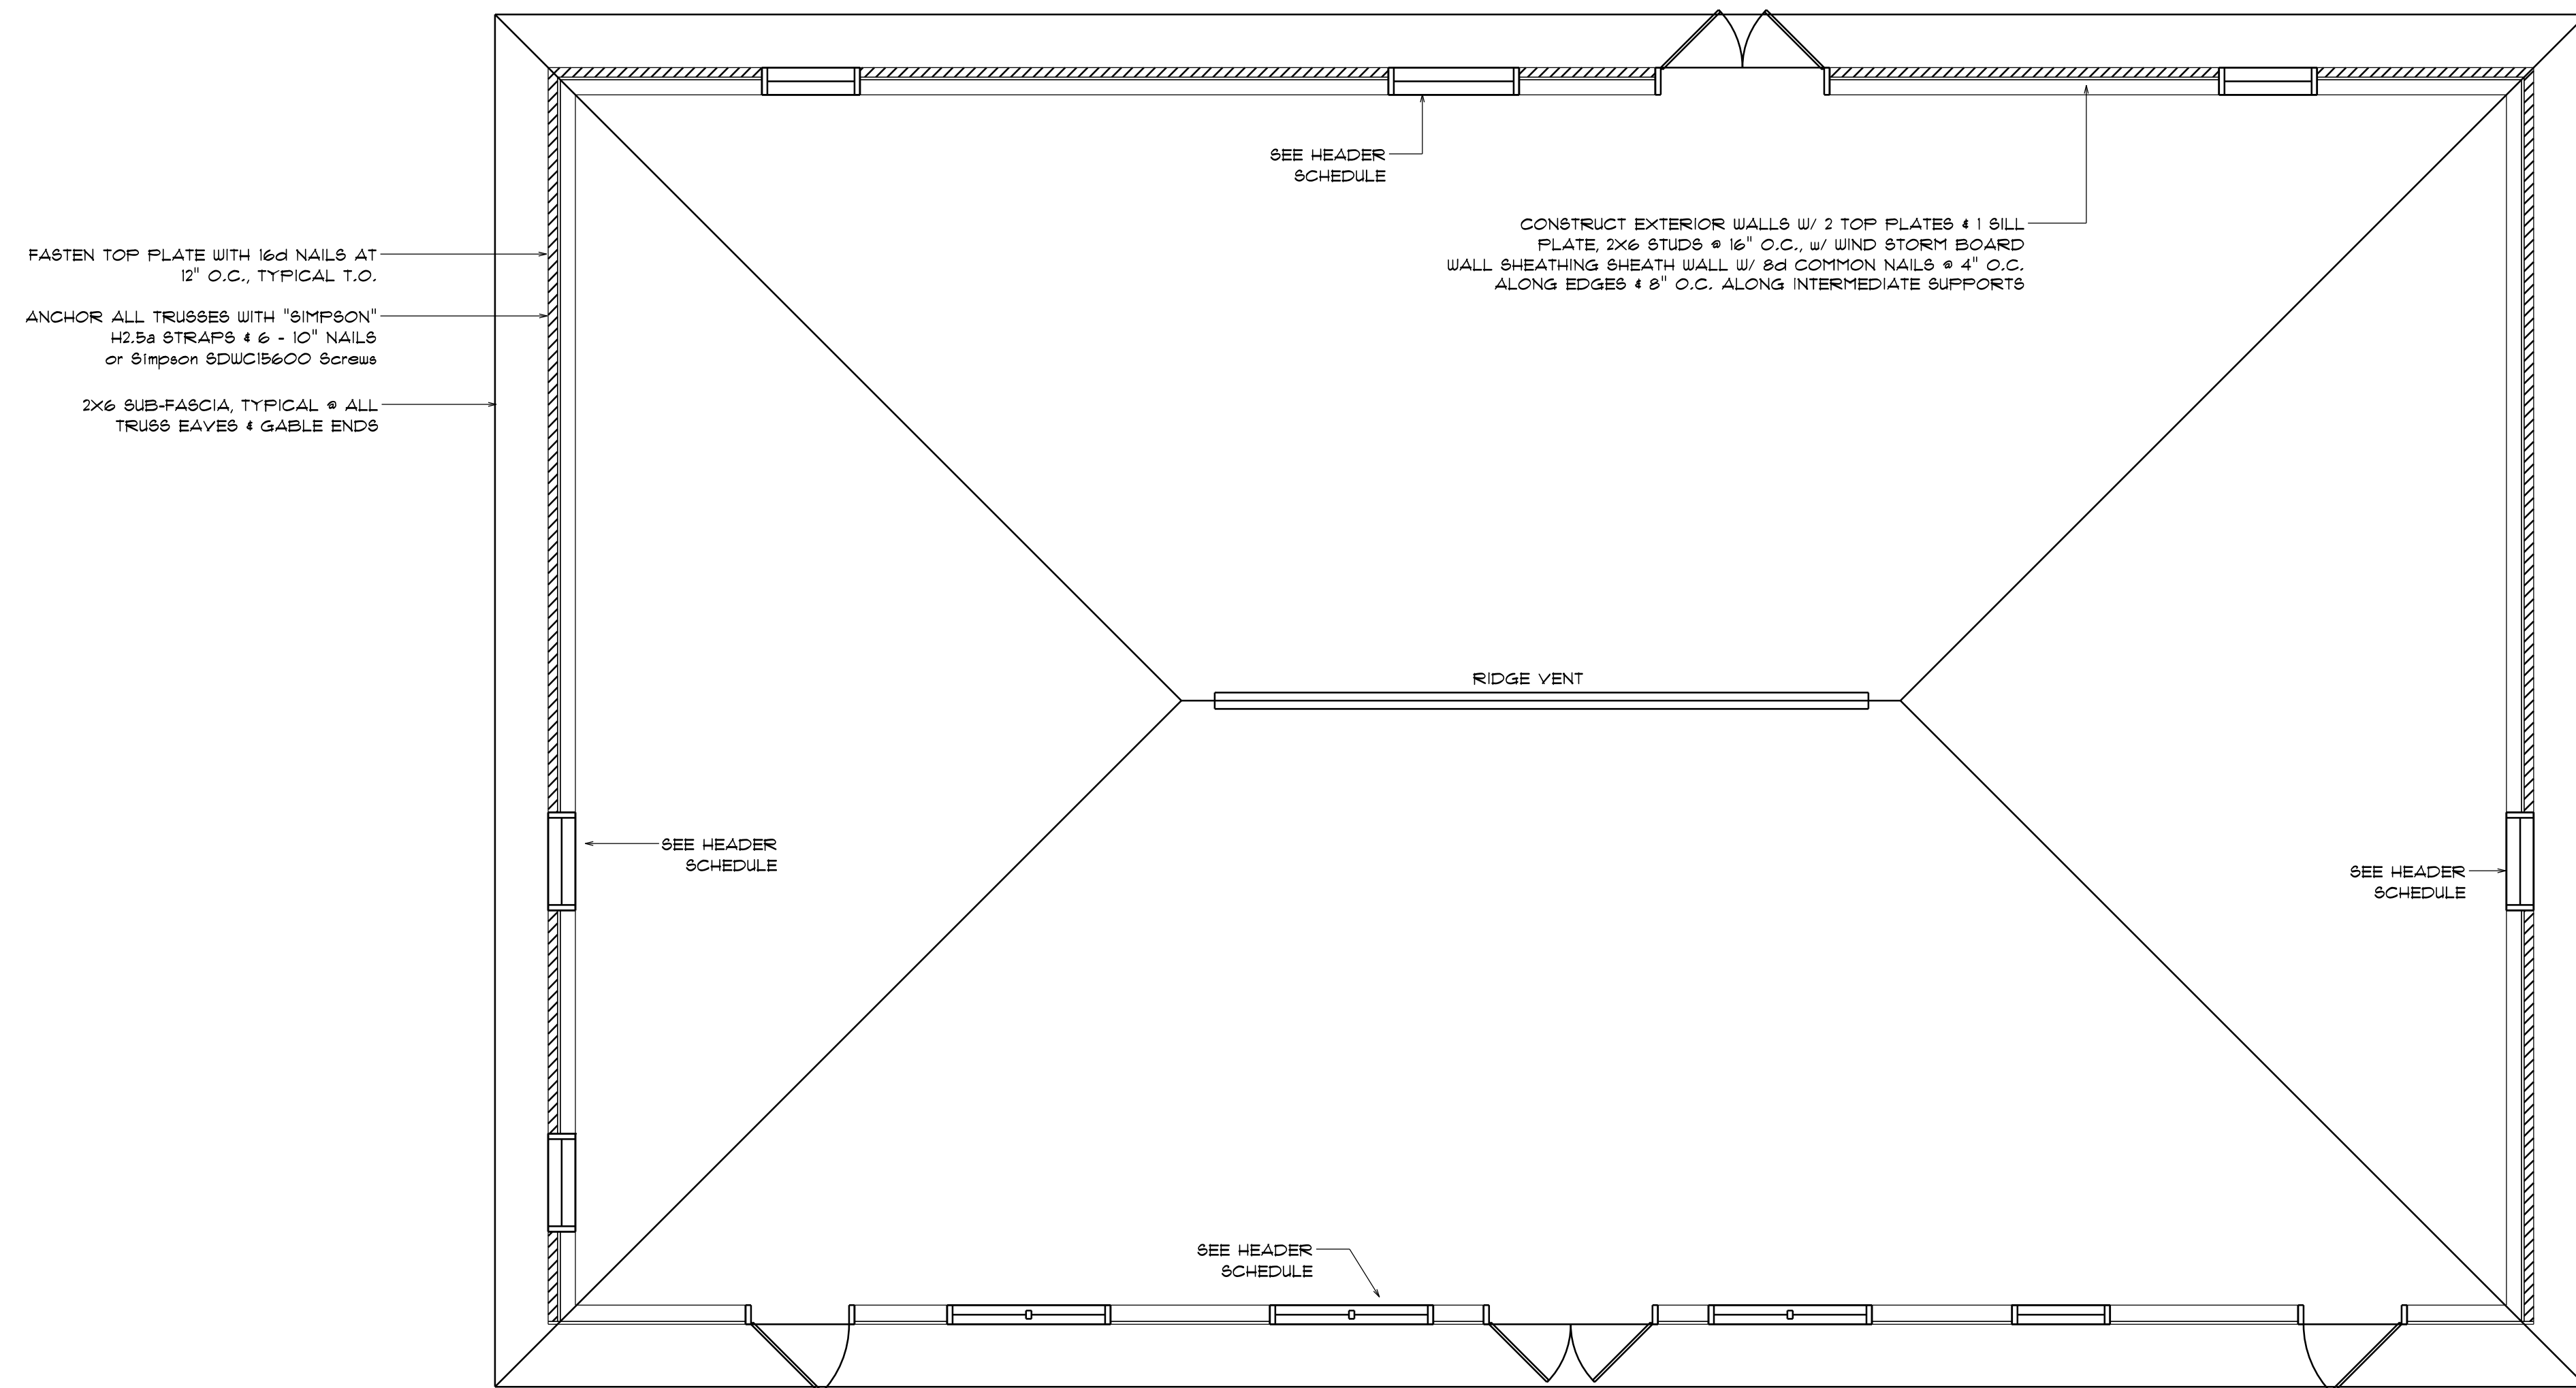 SEE HEADER
SCHEDULE
CONSTRUCT EXTERIOR WALLS W/ 2 TOP PLATES & 1 SILL
PLATE, 2X6 STUDS @ 16" O.C., w/ WIND STORM BOARD
WALL SHEATHING SHEATH WALL W/ 8d COMMON NAILS @ 4" O.C.
ALONG EDGES & 8" O.C. ALONG INTERMEDIATE SUPPORTS
FASTEN TOP PLATE WITH 16d NAILS AT
12" O.C., TYPICAL T.O.
ANCHOR ALL TRUSSES WITH "SIMPSON"
H2.5a STRAPS & 6 - 10" NAILS
or Simpson SDWC15600 Screws
2X6 SUB-FASCIA, TYPICAL @ ALL
TRUSS EAVES & GABLE ENDS
RIDGE VENT
SEE HEADER
SCHEDULE
SEE HEADER
SCHEDULE
SEE HEADER
SCHEDULE